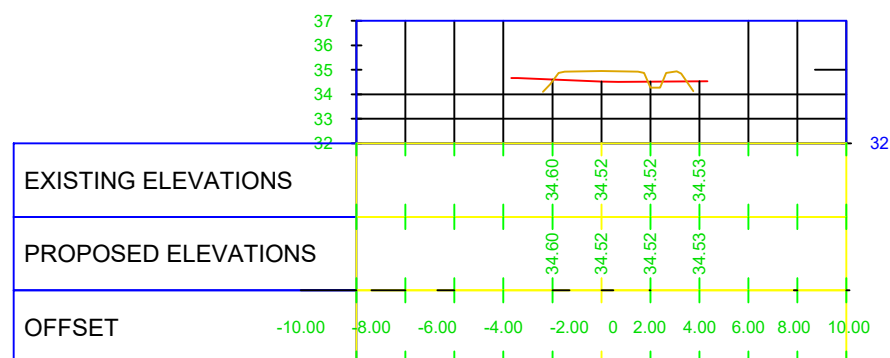 37
36
35
34
33
32
32
EXISTING ELEVATIONS 34.60 34.52 34.52 34.53
PROPOSED ELEVATIONS 34.60 34.52 34.52 34.53
OFFSET -10.00 -8.00 -6.00 -4.00 -2.00 0 2.00 4.00 6.00 8.00 10.00